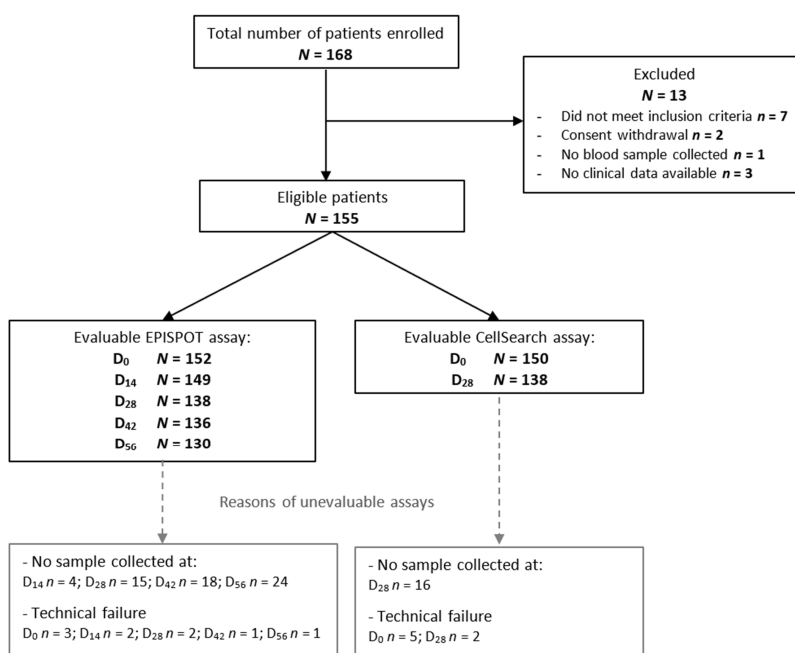 Total number of patients enrolled
N = 168
Excluded
N = 13
- Did not meet inclusion criteria n = 7
- Consent withdrawal n = 2
- No blood sample collected n = 1
- No clinical data available n = 3
Eligible patients
N = 155
Evaluable EPISPOT assay:
D0 N = 152
D14 N = 149
D28 N = 138
D42 N = 136
D56 N = 130
Evaluable CellSearch assay:
D0 N = 150
D28 N = 138
Reasons of unevaluable assays
- No sample collected at:
D14 n = 4; D28 n = 15; D42 n = 18; D56 n = 24
- Technical failure
D0 n = 3; D14 n = 2; D28 n = 2; D42 n = 1; D56 n = 1
- No sample collected at:
D28 n = 16
- Technical failure
D0 n = 5; D28 n = 2